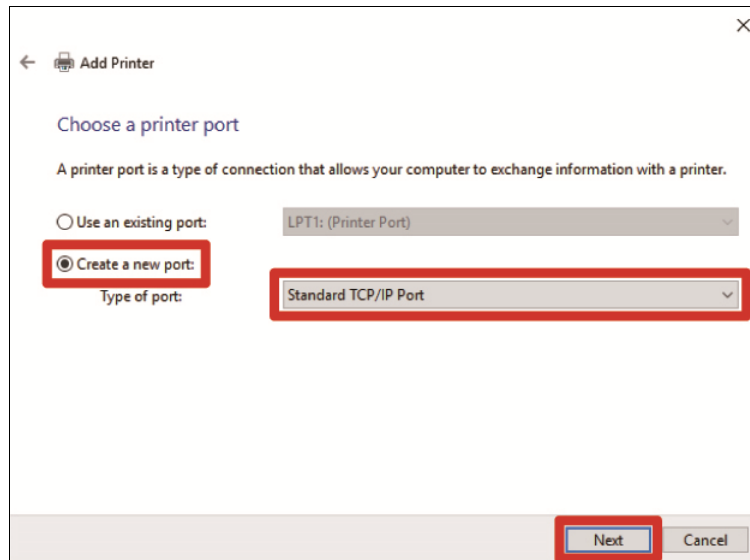 Add Printer
Choose a printer port
A printer port is a type of connection that allows your computer to exchange information with a printer.
Use an existing port: LPT1: (Printer Port)
Create a new port:
Type of port: Standard TCP/IP Port
Next Cancel